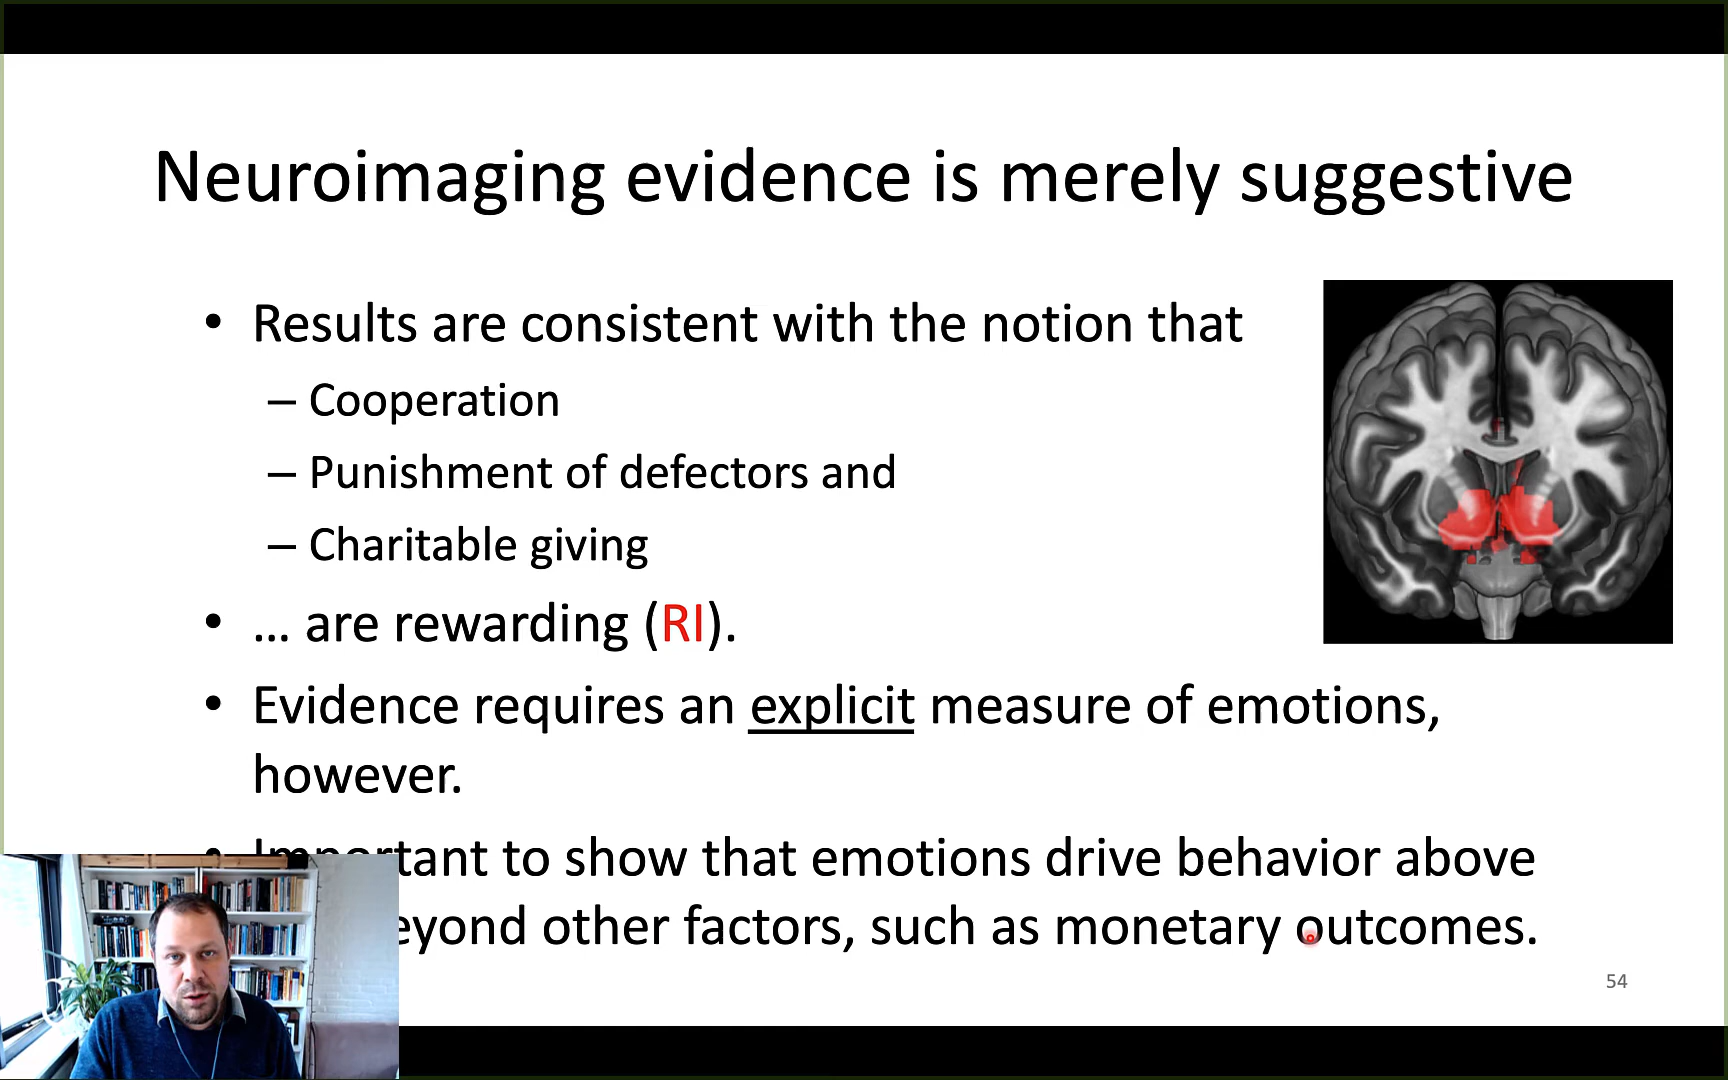 Neuroimaging evidence is merely suggestive
• Results are consistent with the notion that
– Cooperation
– Punishment of defectors and
– Charitable giving
• … are rewarding (RI).
• Evidence requires an explicit measure of emotions,
however.
• Important to show that emotions drive behavior above
eyond other factors, such as monetary outcomes.
54